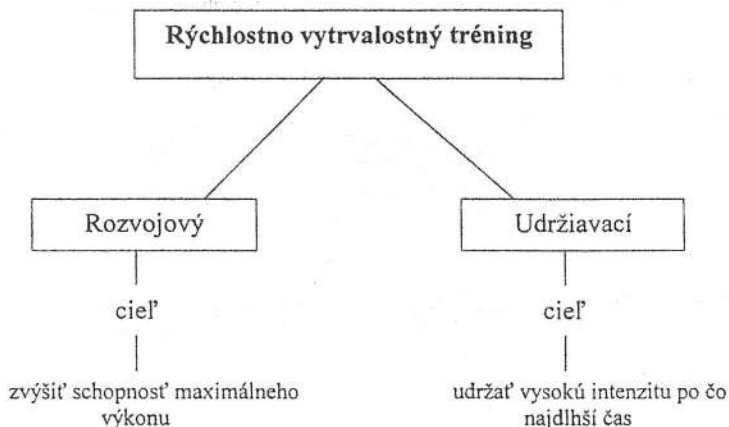 Rýchlostno vytrvalostný tréning
Rozvojový
Udržiavací
cieľ
cieľ
zvýšiť schopnosť maximálneho
výkonu
udržať vysokú intenzitu po čo
najdlhší čas